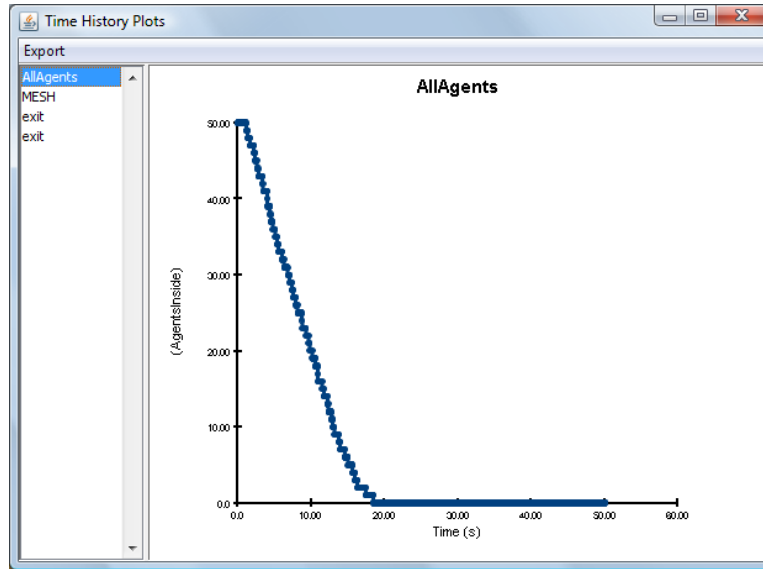 Time History Plots
Export
AllAgents
MESH
exit
exit
AllAgents
50.00
40.00
30.00
20.00
10.00
0.0
(AgentsInside)
0.0 10.00 20.00 30.00 40.00 50.00 60.00
Time (s)